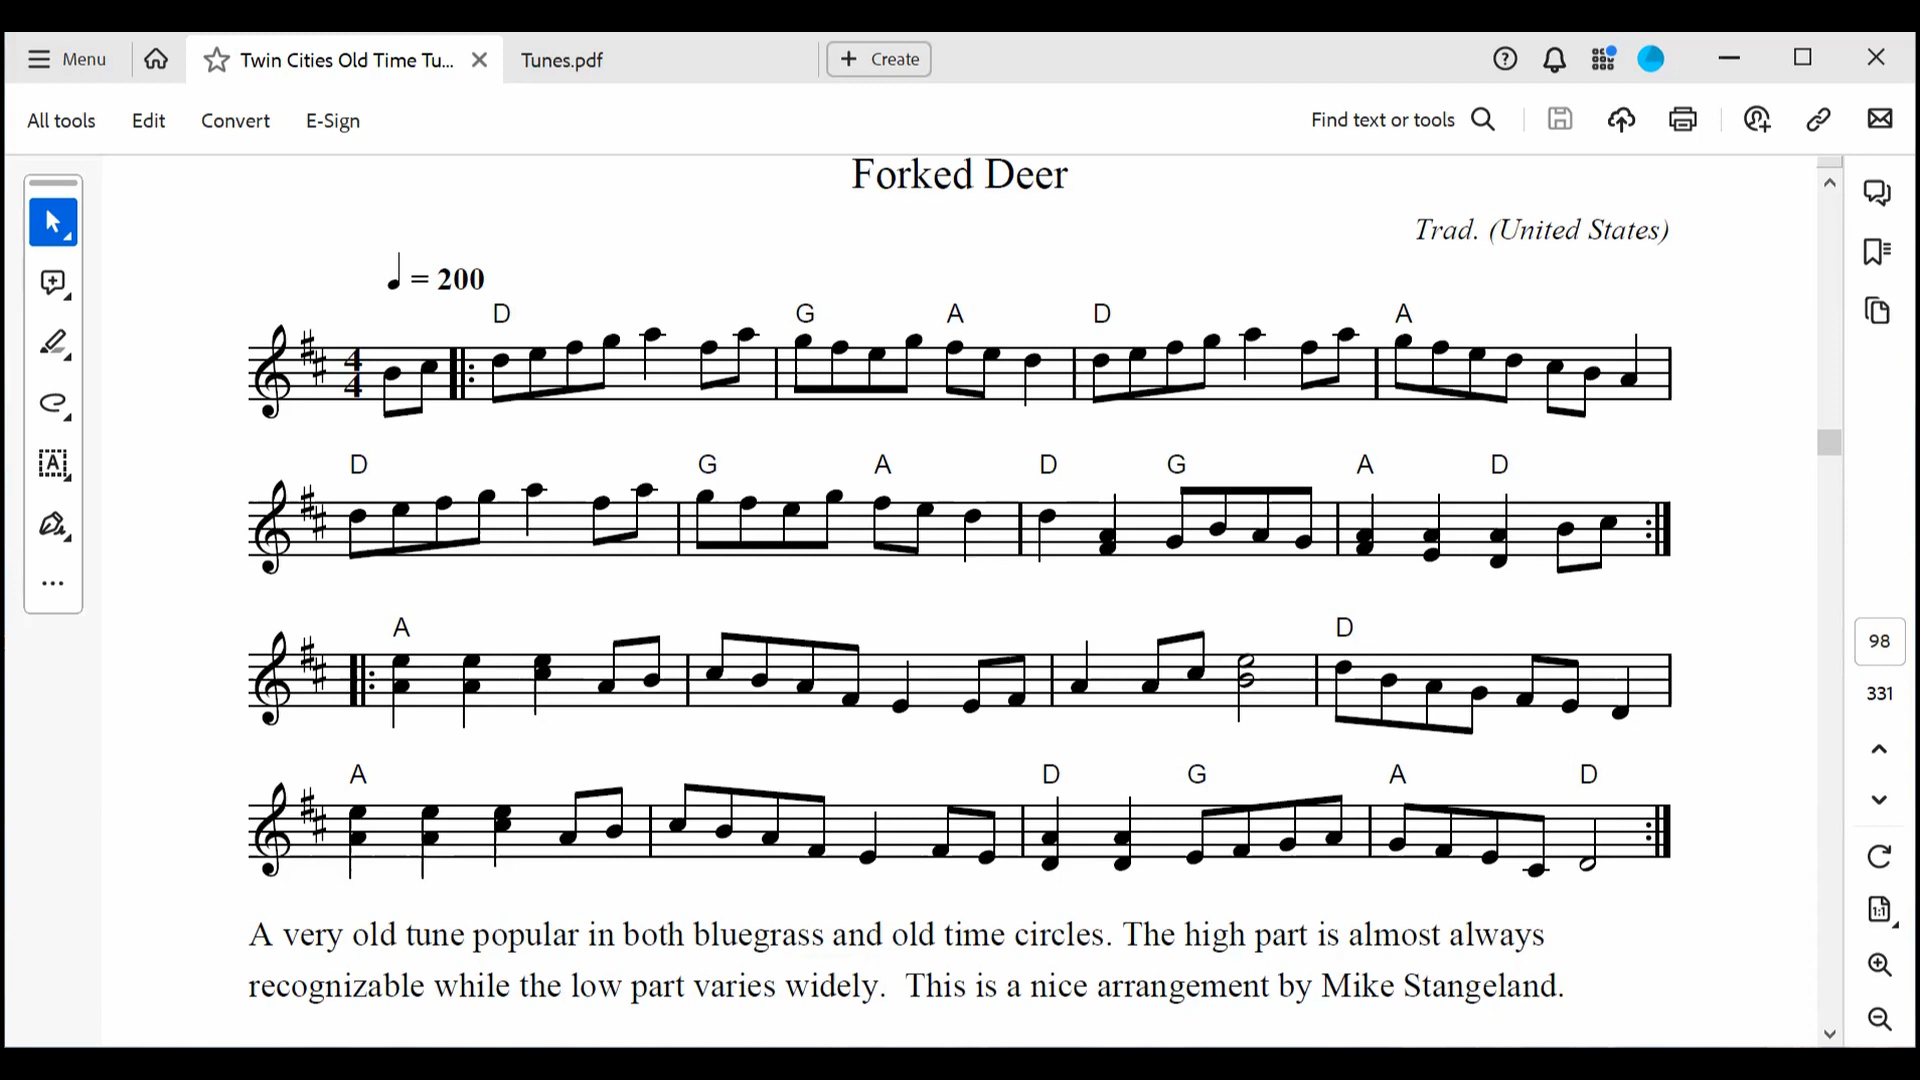 Menu Twin Cities Old Time Tu... Tunes.pdf Create
All tools Edit Convert E-Sign Find text or tools
Forked Deer
Trad. (United States)
= 200
D G A D A
4
4
D G A D G A D
A D
A D G A D
A very old tune popular in both bluegrass and old time circles. The high part is almost always
recognizable while the low part varies widely. This is a nice arrangement by Mike Stangeland.
98
331